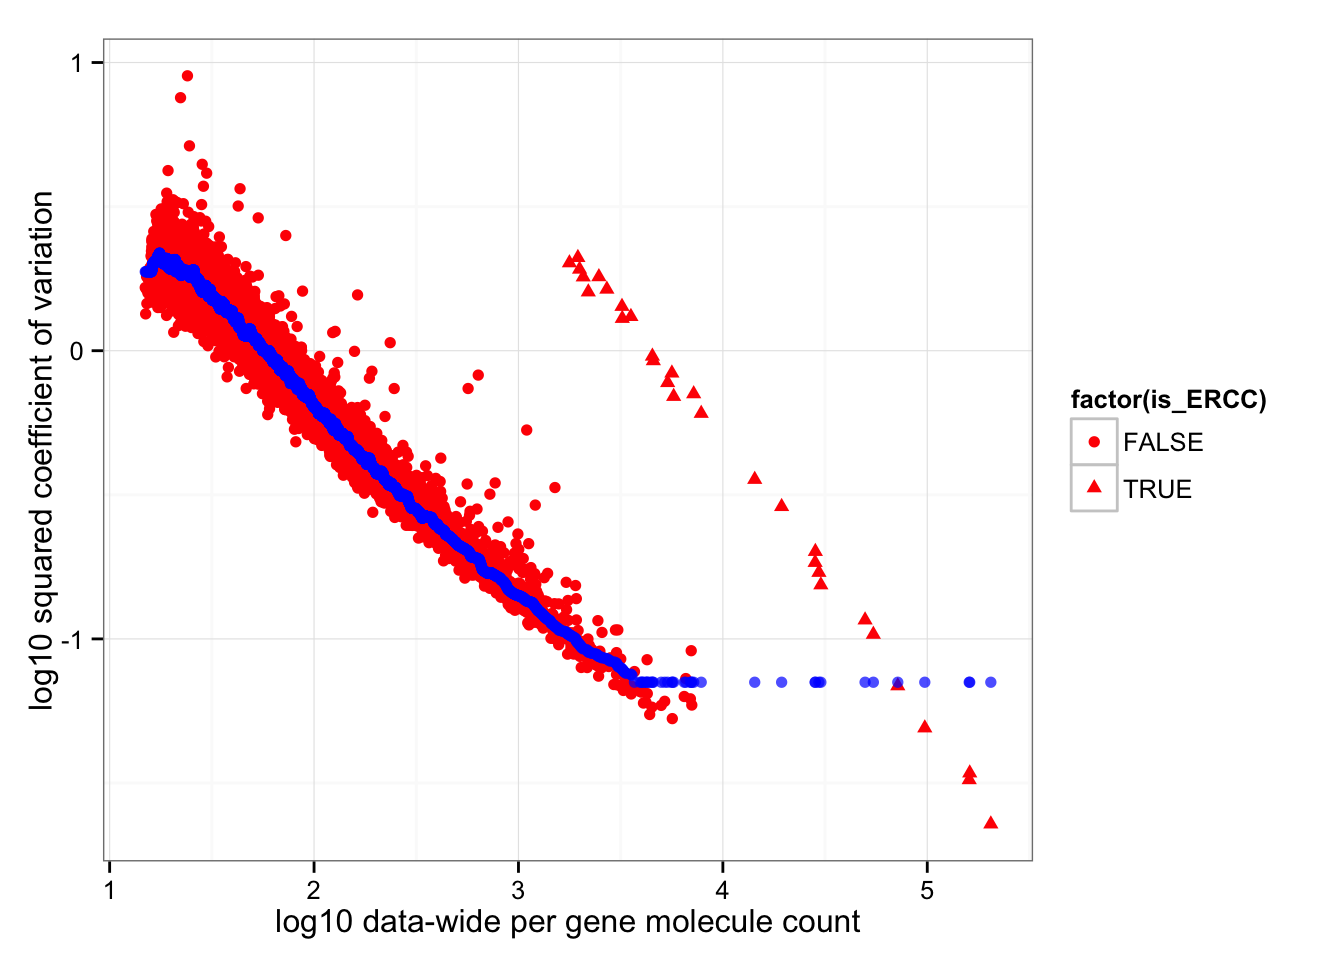 log10 squared coefficient of variation
1
0
-1
1 2 3 4 5
log10 data-wide per gene molecule count
factor(is_ERCC)
FALSE
TRUE